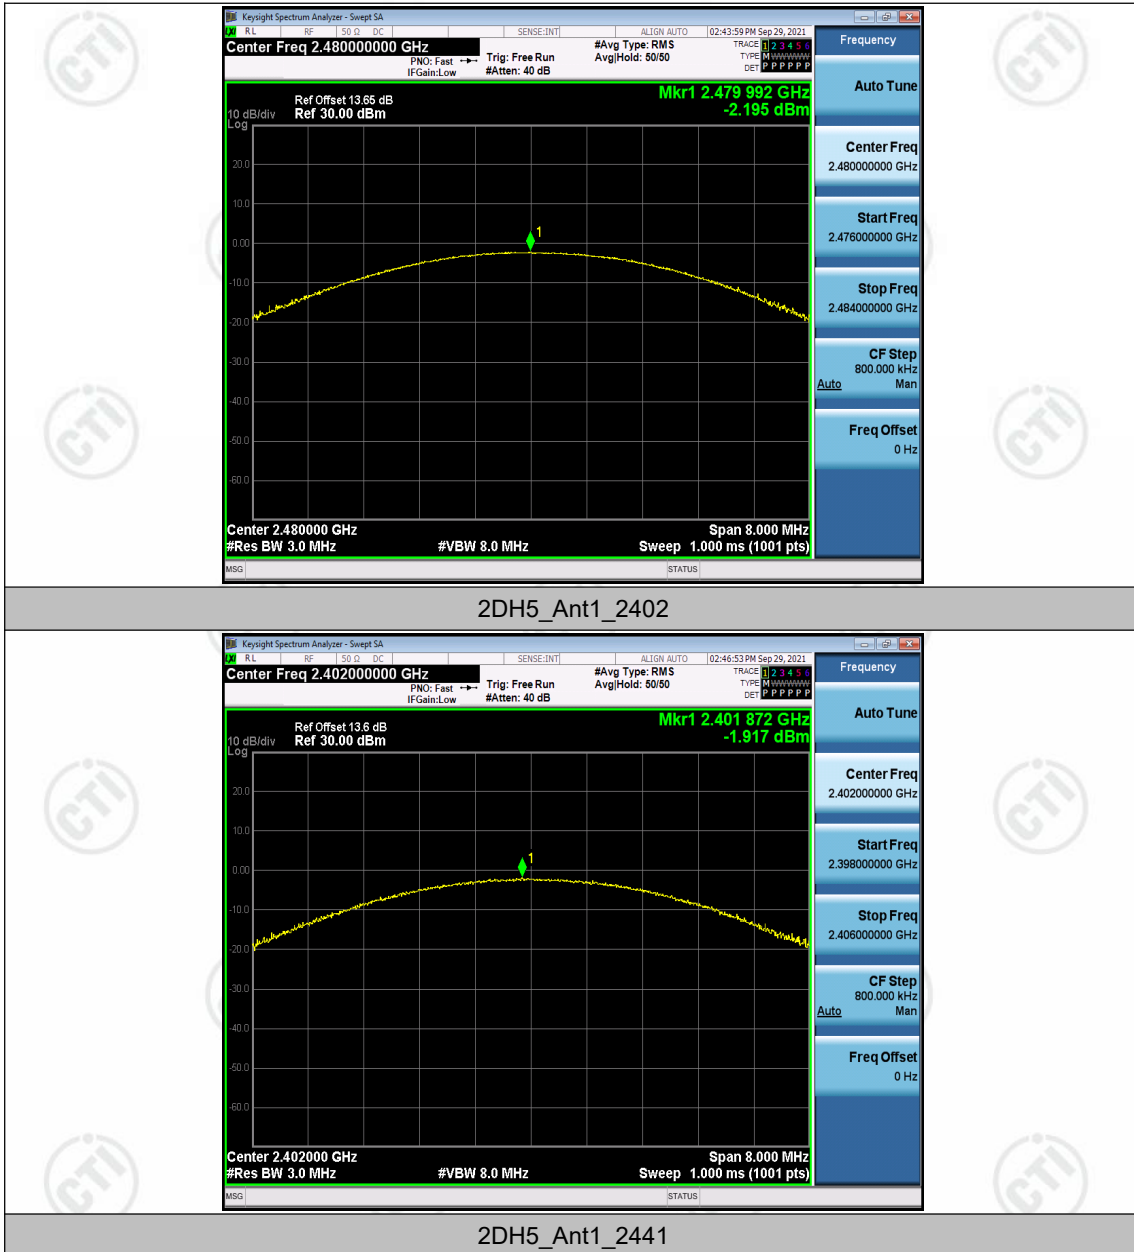 Keysight Spectrum Analyzer - Swept SA
LXI RL RF 50 Ω DC SENSE:INT ALIGN AUTO 02:43:59 PM Sep 29, 2021
Center Freq 2.480000000 GHz
PNO: Fast
IFGain:Low
Trig: Free Run
#Atten: 40 dB
#Avg Type: RMS
Avg|Hold: 50/50
TRACE 1 2 3 4 5 6
TYPE M W W W W W
DET P P P P P P
Ref Offset 13.65 dB
10 dB/div Ref 30.00 dBm
Log
Mkr1 2.479 992 GHz
-2.195 dBm
1
20.0
10.0
0.00
-10.0
-20.0
-30.0
-40.0
-50.0
-60.0
Center 2.480000 GHz Span 8.000 MHz
#Res BW 3.0 MHz #VBW 8.0 MHz Sweep 1.000 ms (1001 pts)
MSG STATUS
Frequency
Auto Tune
Center Freq
2.480000000 GHz
Start Freq
2.476000000 GHz
Stop Freq
2.484000000 GHz
CF Step
800.000 kHz
Auto Man
Freq Offset
0 Hz
2DH5_Ant1_2402
Keysight Spectrum Analyzer - Swept SA
LXI RL RF 50 Ω DC SENSE:INT ALIGN AUTO 02:46:53 PM Sep 29, 2021
Center Freq 2.402000000 GHz
PNO: Fast
IFGain:Low
Trig: Free Run
#Atten: 40 dB
#Avg Type: RMS
Avg|Hold: 50/50
TRACE 1 2 3 4 5 6
TYPE M W W W W W
DET P P P P P P
Ref Offset 13.6 dB
10 dB/div Ref 30.00 dBm
Log
Mkr1 2.401 872 GHz
-1.917 dBm
1
20.0
10.0
0.00
-10.0
-20.0
-30.0
-40.0
-50.0
-60.0
Center 2.402000 GHz Span 8.000 MHz
#Res BW 3.0 MHz #VBW 8.0 MHz Sweep 1.000 ms (1001 pts)
MSG STATUS
Frequency
Auto Tune
Center Freq
2.402000000 GHz
Start Freq
2.398000000 GHz
Stop Freq
2.406000000 GHz
CF Step
800.000 kHz
Auto Man
Freq Offset
0 Hz
2DH5_Ant1_2441
CTI
CTI
CTI
CTI
CTI
CTI
CTI
CTI